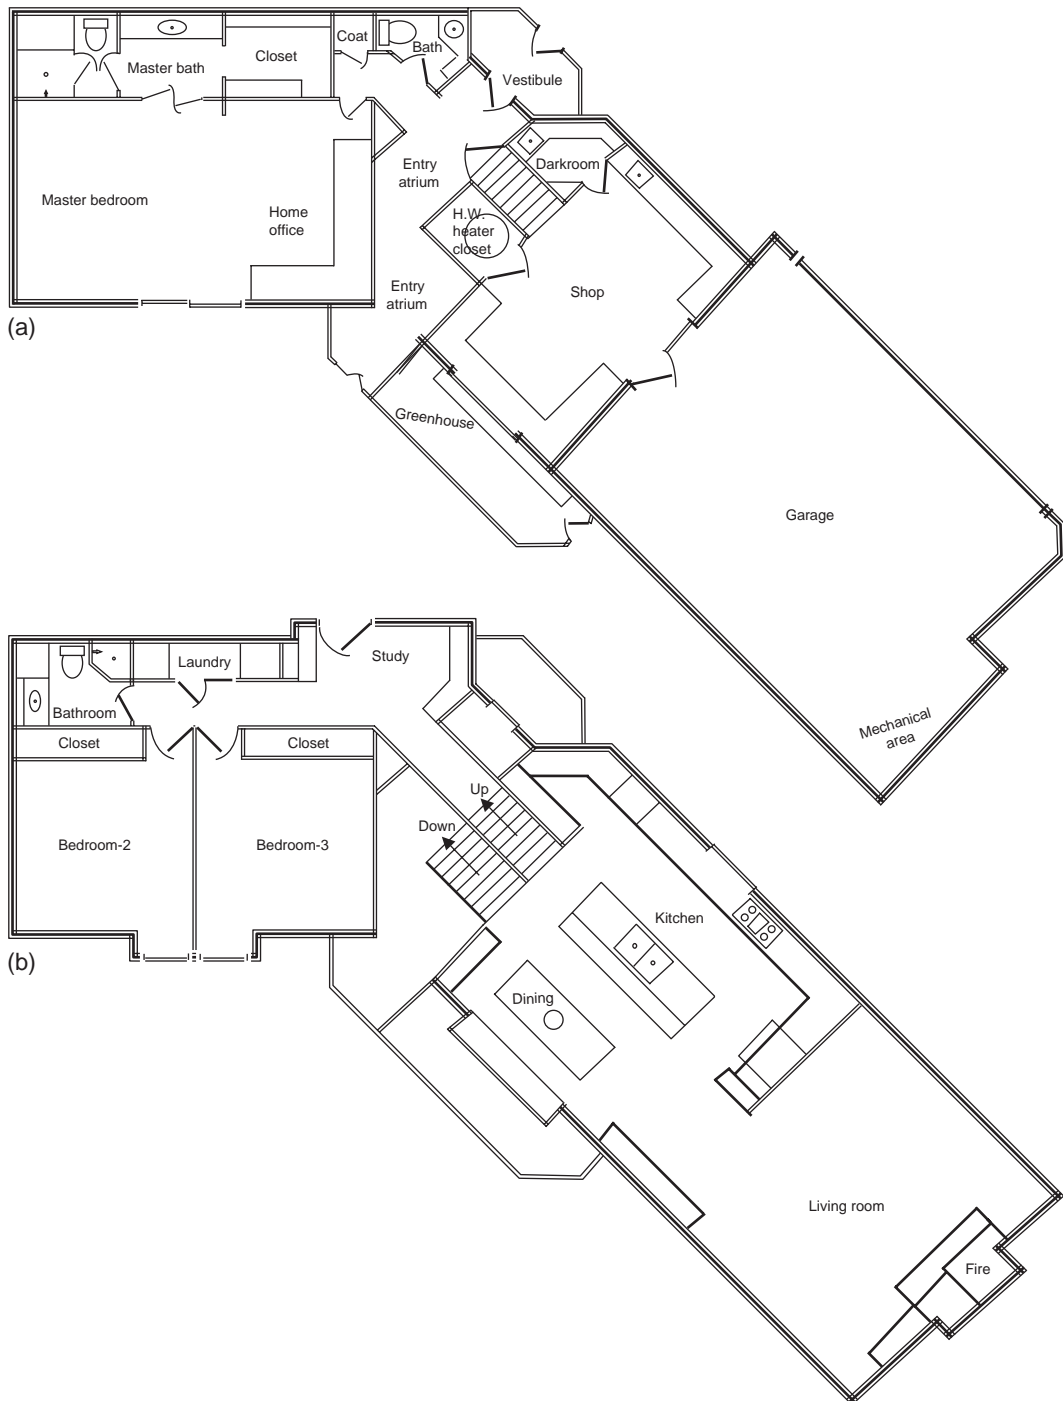 Coat
Bath
Closet
Master bath
Vestibule
Entry
atrium
Darkroom
Master bedroom
Home
office
H.W.
heater
closet
Entry
atrium
Shop
(a)
Greenhouse
Garage
Mechanical
area
Study
Laundry
Bathroom
Closet
Closet
Up
Down
Bedroom-2
Bedroom-3
Kitchen
(b)
Dining
Living room
Fire